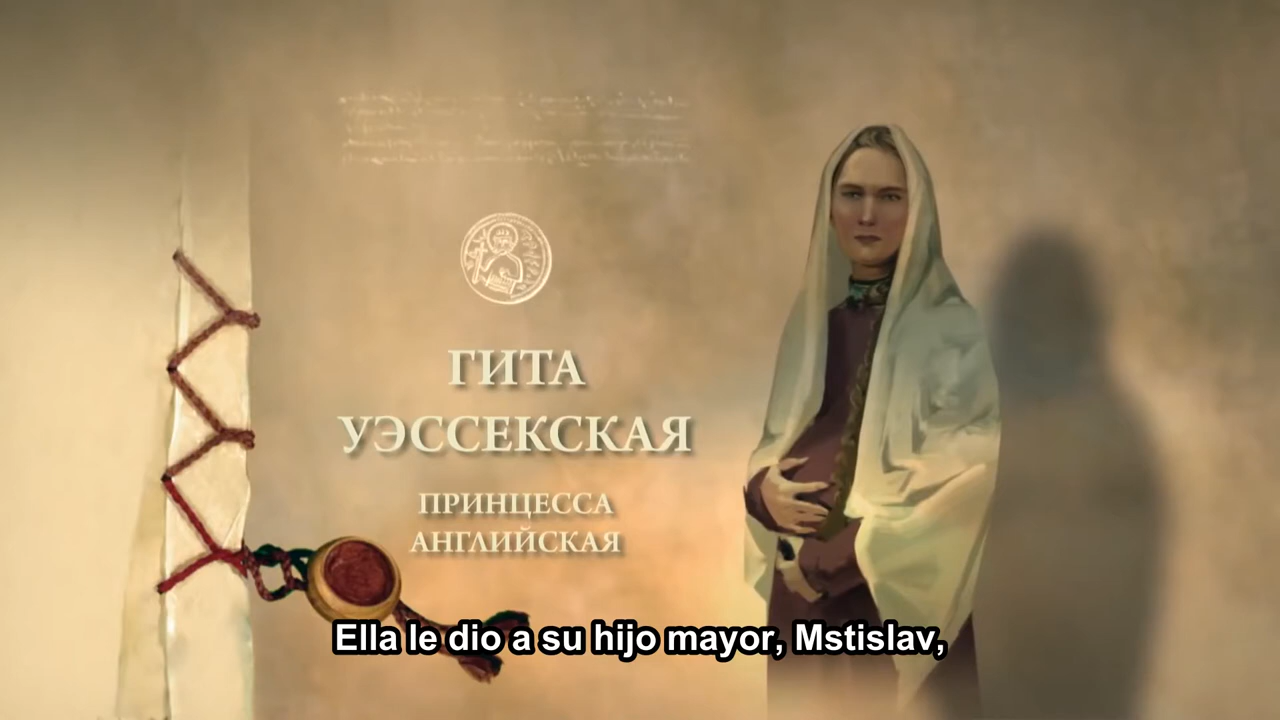 ГИТА
УЭССЕКСКАЯ
ПРИНЦЕССА
АНГЛИЙСКАЯ
Ella le dio a su hijo mayor, Mstislav,